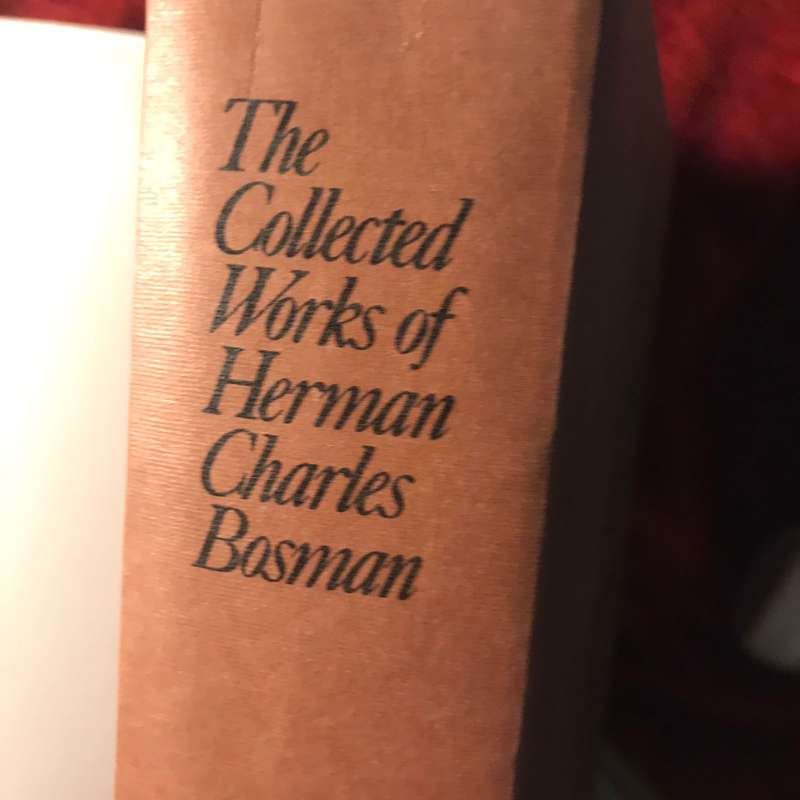 The
Collected
Works of
Herman
Charles
Bosman